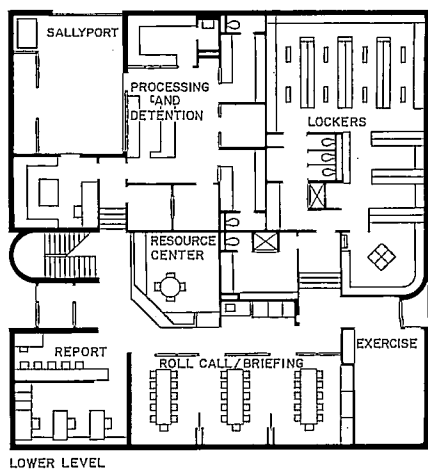 SALLYPORT
PROCESSING
AND
DETENTION
LOCKERS
RESOURCE
CENTER
REPORT
ROLL CALL/BRIEFING
EXERCISE
LOWER LEVEL